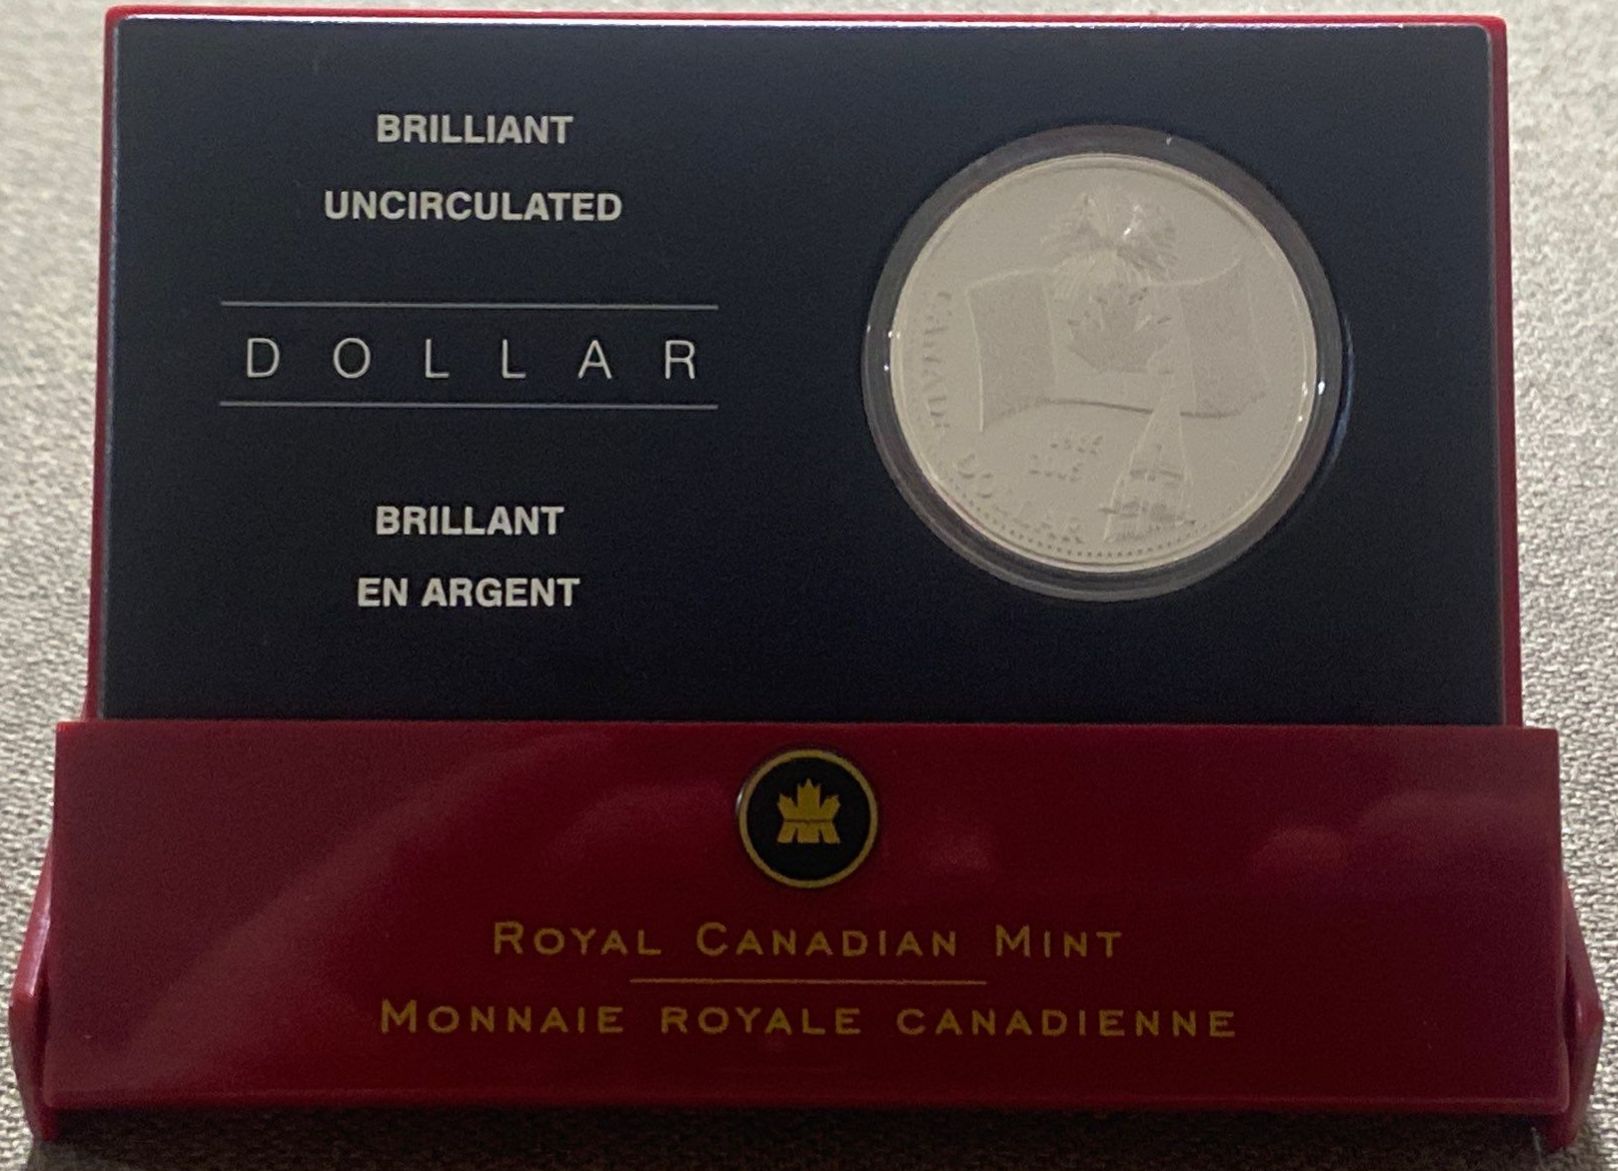 BRILLIANT
UNCIRCULATED
DOLLAR
BRILLANT
EN ARGENT
CANADA
DOLLAR
ROYAL CANADIAN MINT
MONNAIE ROYALE CANADIENNE